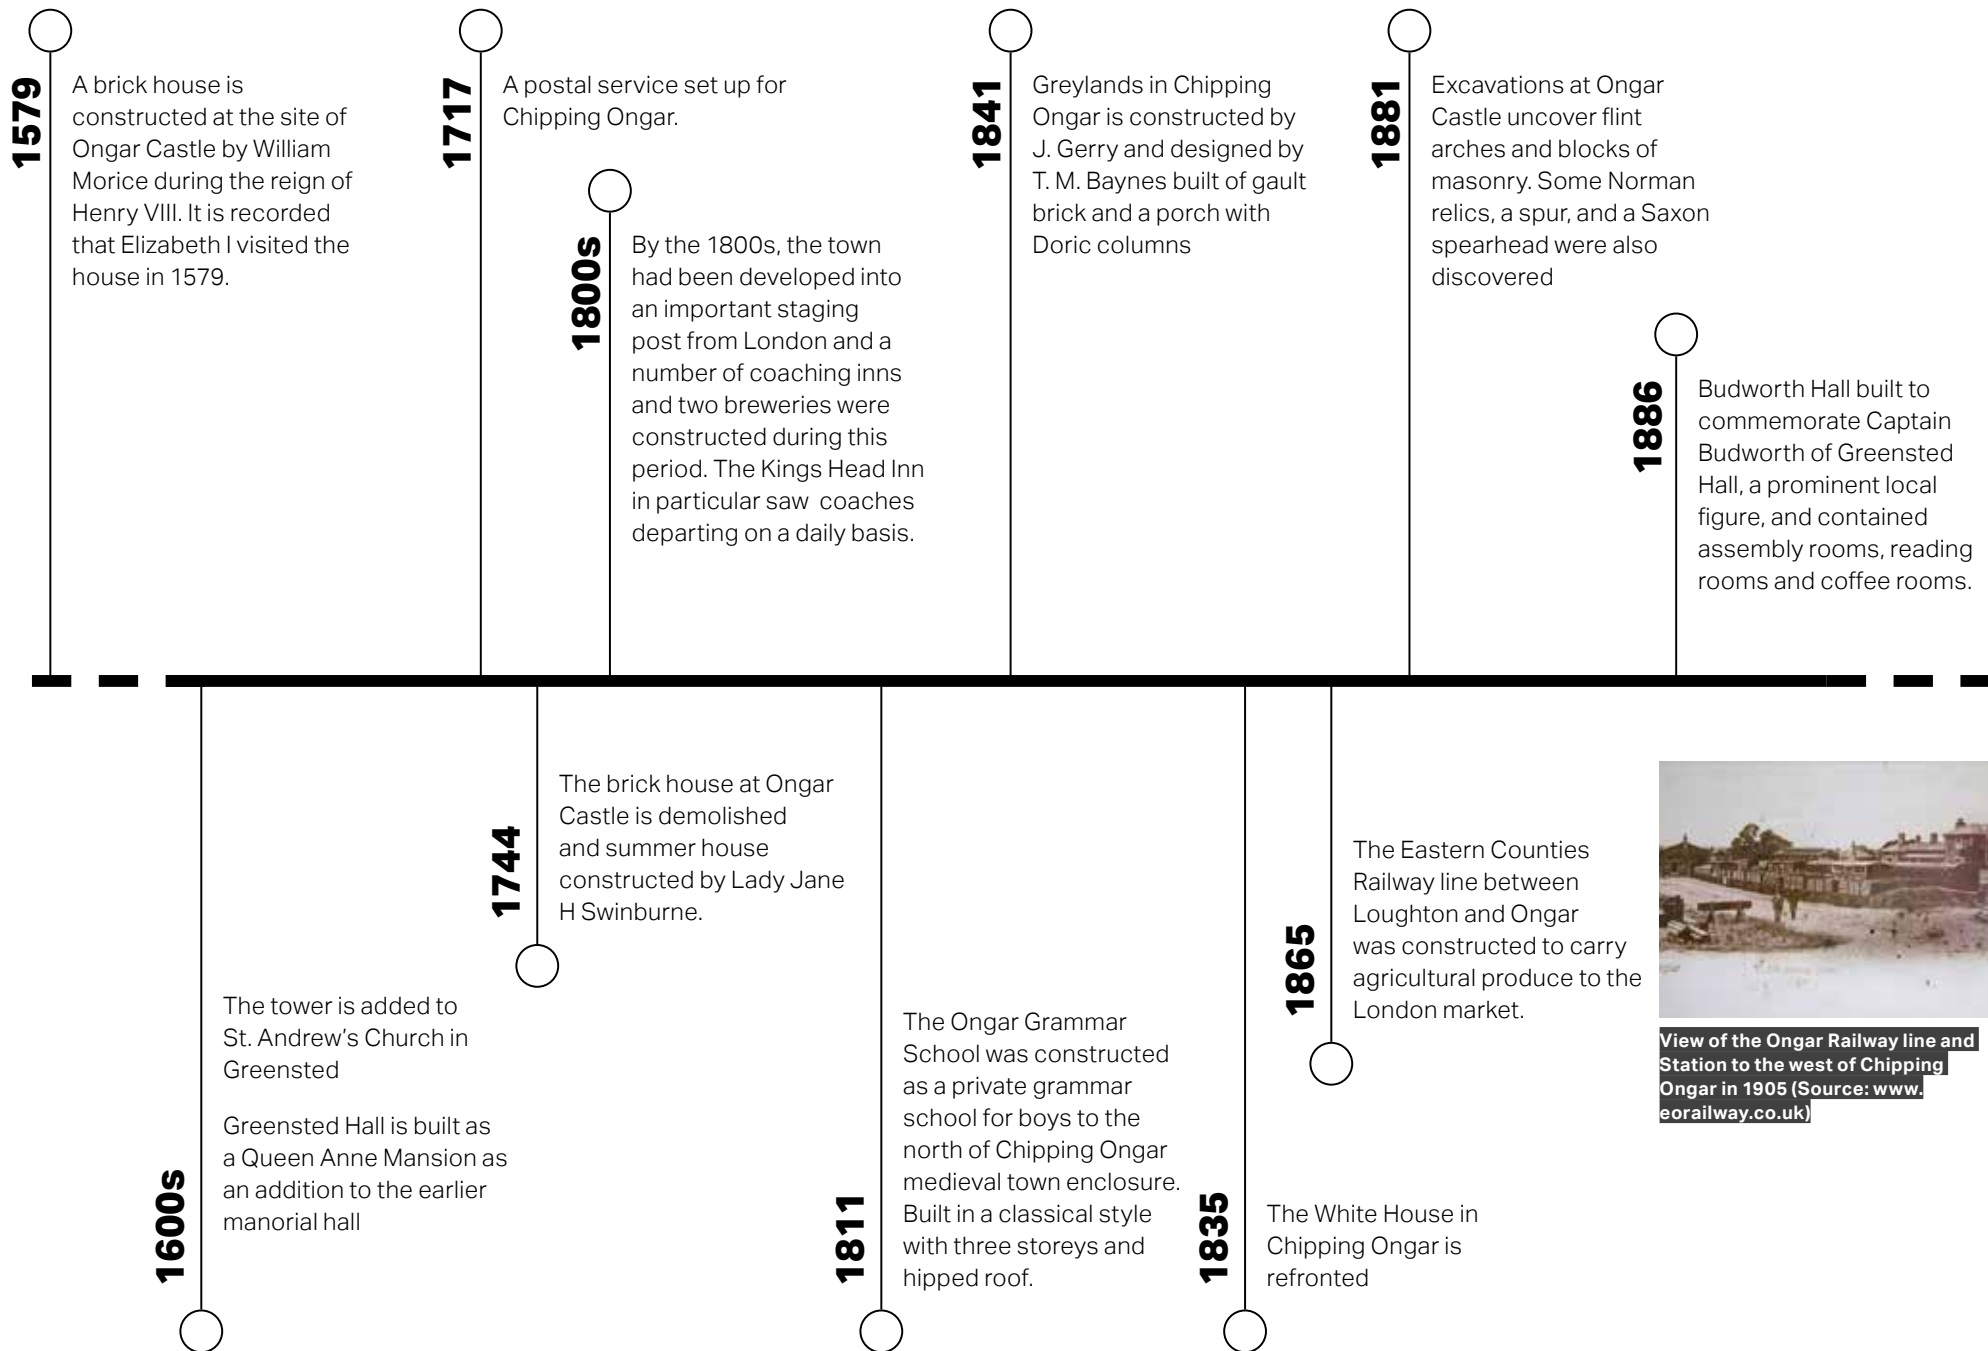 1579
A brick house is
constructed at the site of
Ongar Castle by William
Morice during the reign of
Henry VIII. It is recorded
that Elizabeth I visited the
house in 1579.
1717
A postal service set up for
Chipping Ongar.
1800s
By the 1800s, the town
had been developed into
an important staging
post from London and a
number of coaching inns
and two breweries were
constructed during this
period. The Kings Head Inn
in particular saw  coaches
departing on a daily basis.
1841
Greylands in Chipping
Ongar is constructed by
J. Gerry and designed by
T. M. Baynes built of gault
brick and a porch with
Doric columns
1881
Excavations at Ongar
Castle uncover flint
arches and blocks of
masonry. Some Norman
relics, a spur, and a Saxon
spearhead were also
discovered
1886
Budworth Hall built to
commemorate Captain
Budworth of Greensted
Hall, a prominent local
figure, and contained
assembly rooms, reading
rooms and coffee rooms.
1600s
The tower is added to
St. Andrew’s Church in
Greensted
Greensted Hall is built as
a Queen Anne Mansion as
an addition to the earlier
manorial hall
1744
The brick house at Ongar
Castle is demolished
and summer house
constructed by Lady Jane
H Swinburne.
1811
The Ongar Grammar
School was constructed
as a private grammar
school for boys to the
north of Chipping Ongar
medieval town enclosure.
Built in a classical style
with three storeys and
hipped roof.
1835
The White House in
Chipping Ongar is
refronted
1865
The Eastern Counties
Railway line between
Loughton and Ongar
was constructed to carry
agricultural produce to the
London market.
View of the Ongar Railway line and
Station to the west of Chipping
Ongar in 1905 (Source: www.
eorailway.co.uk)